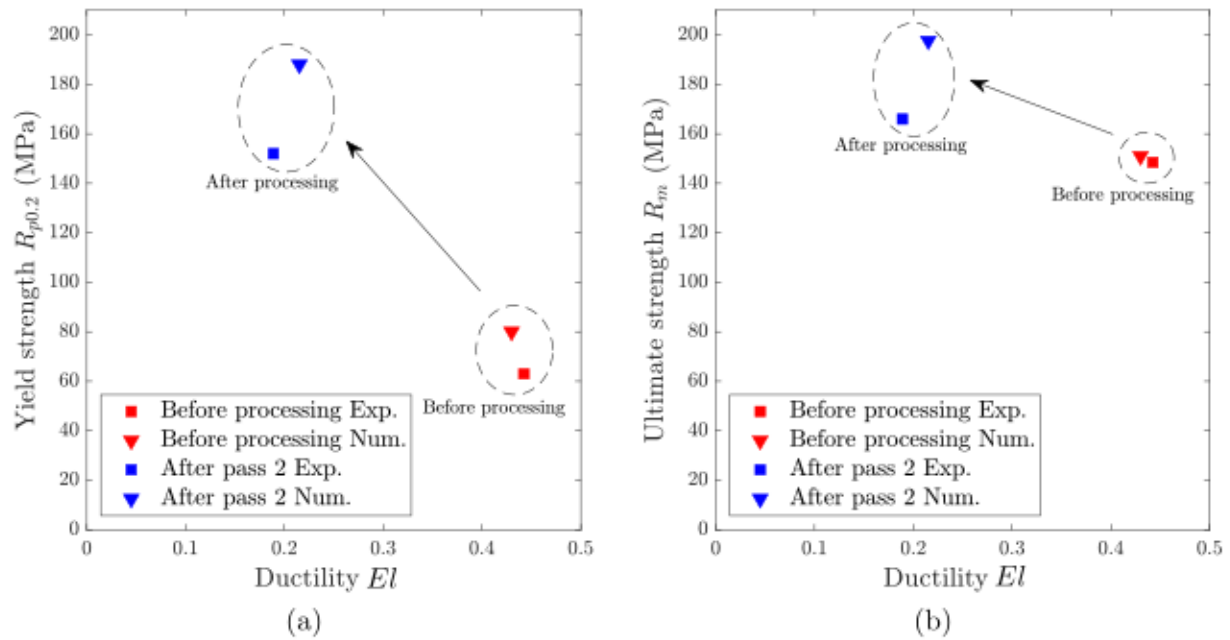 200
180
160
140
120
100
80
60
40
20
0
Yield strength R_{p0.2} (MPa)
After processing
Before processing
Before processing Exp.
Before processing Num.
After pass 2 Exp.
After pass 2 Num.
0 0.1 0.2 0.3 0.4 0.5
Ductility El
(a)
200
180
160
140
120
100
80
60
40
20
0
Ultimate strength R_m (MPa)
After processing
Before processing
Before processing Exp.
Before processing Num.
After pass 2 Exp.
After pass 2 Num.
0 0.1 0.2 0.3 0.4 0.5
Ductility El
(b)